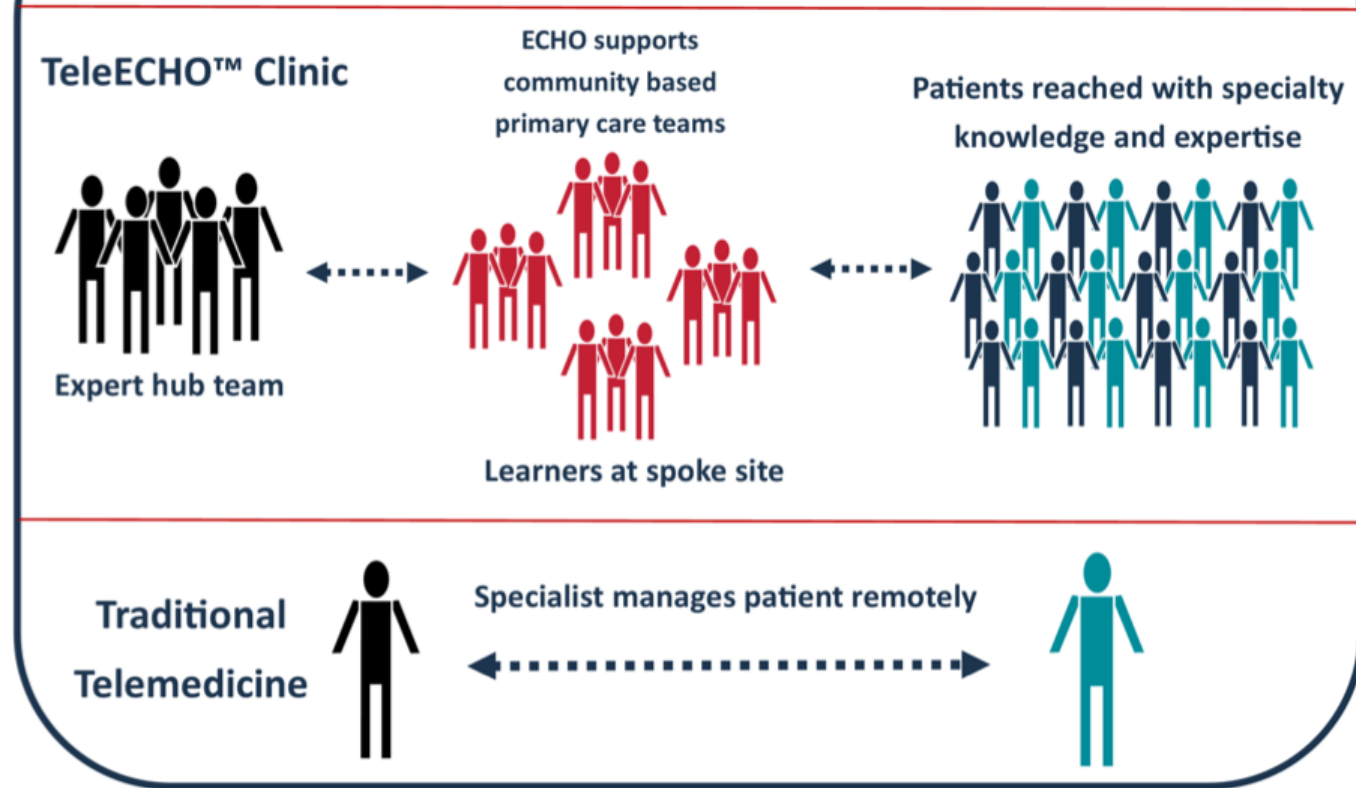 TeleECHO™ Clinic
ECHO supports
community based
primary care teams
Patients reached with specialty
knowledge and expertise
Expert hub team
Learners at spoke site
Traditional
Telemedicine
Specialist manages patient remotely